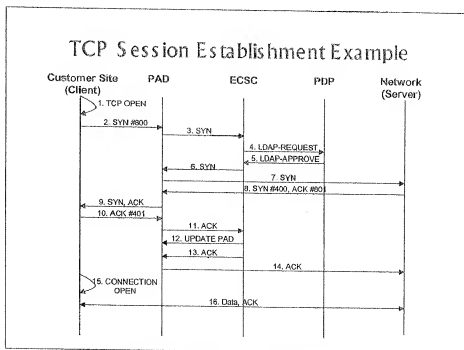 TCP Session Establishment Example
Customer Site
(Client)
PAD
ECSC
PDP
Network
(Server)
1. TCP OPEN
2. SYN #800
3. SYN
4. LDAP-REQUEST
5. LDAP-APPROVE
6. SYN
7. SYN
8. SYN #400, ACK #801
9. SYN, ACK
10. ACK #401
11. ACK
12. UPDATE PAD
13. ACK
14. ACK
15. CONNECTION
OPEN
16. Data, ACK